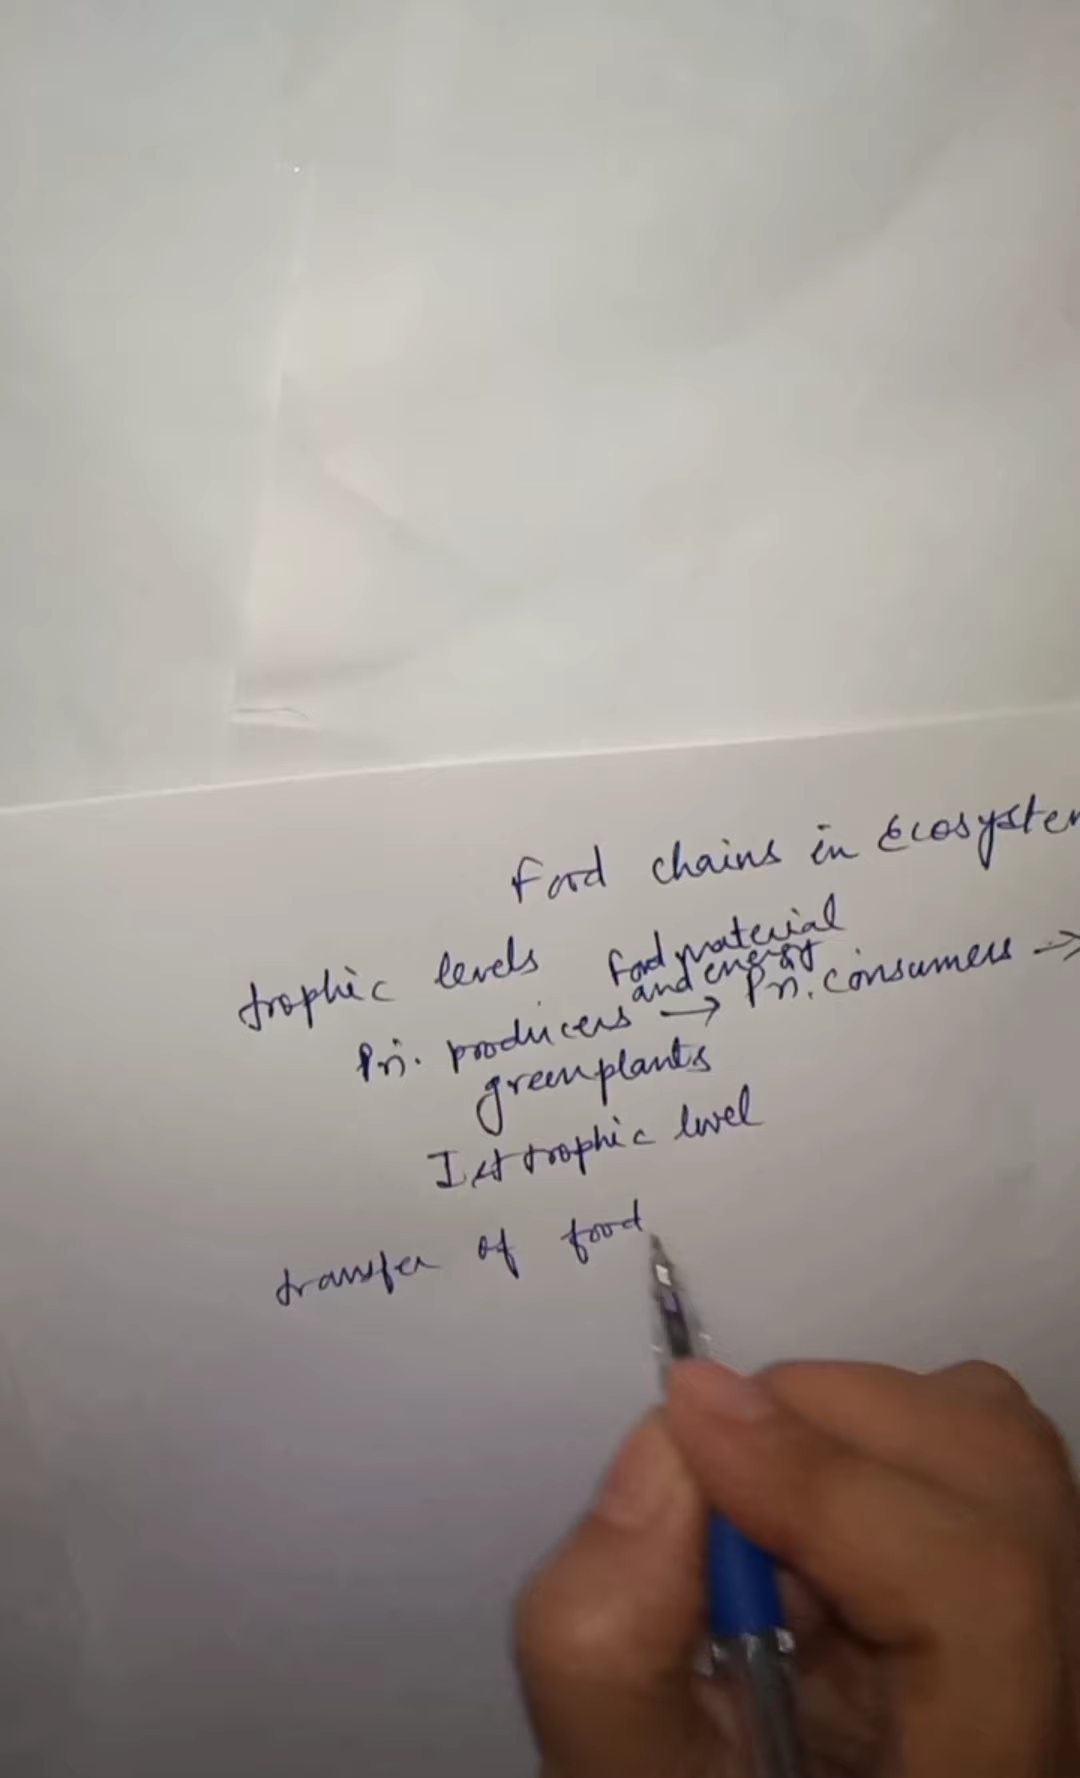 Food chains in Ecosystem
trophic levels
food material
and energy
Pri. producers → Pri. consumers →
green plants
Ist trophic level
transfer of food